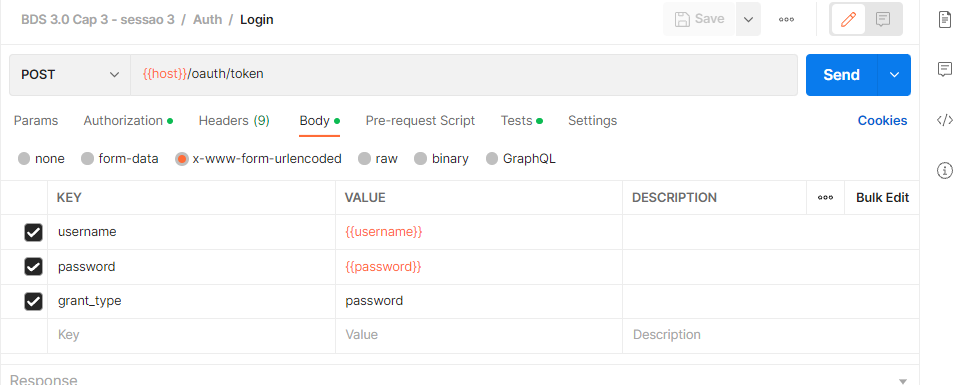 BDS 3.0 Cap 3 - sessao 3 / Auth / Login Save ooo
POST {{host}}/oauth/token Send
Params Authorization Headers (9) Body Pre-request Script Tests Settings Cookies
none form-data x-www-form-urlencoded raw binary GraphQL
KEY VALUE DESCRIPTION ooo Bulk Edit
username {{username}}
password {{password}}
grant_type password
Key Value Description
Response